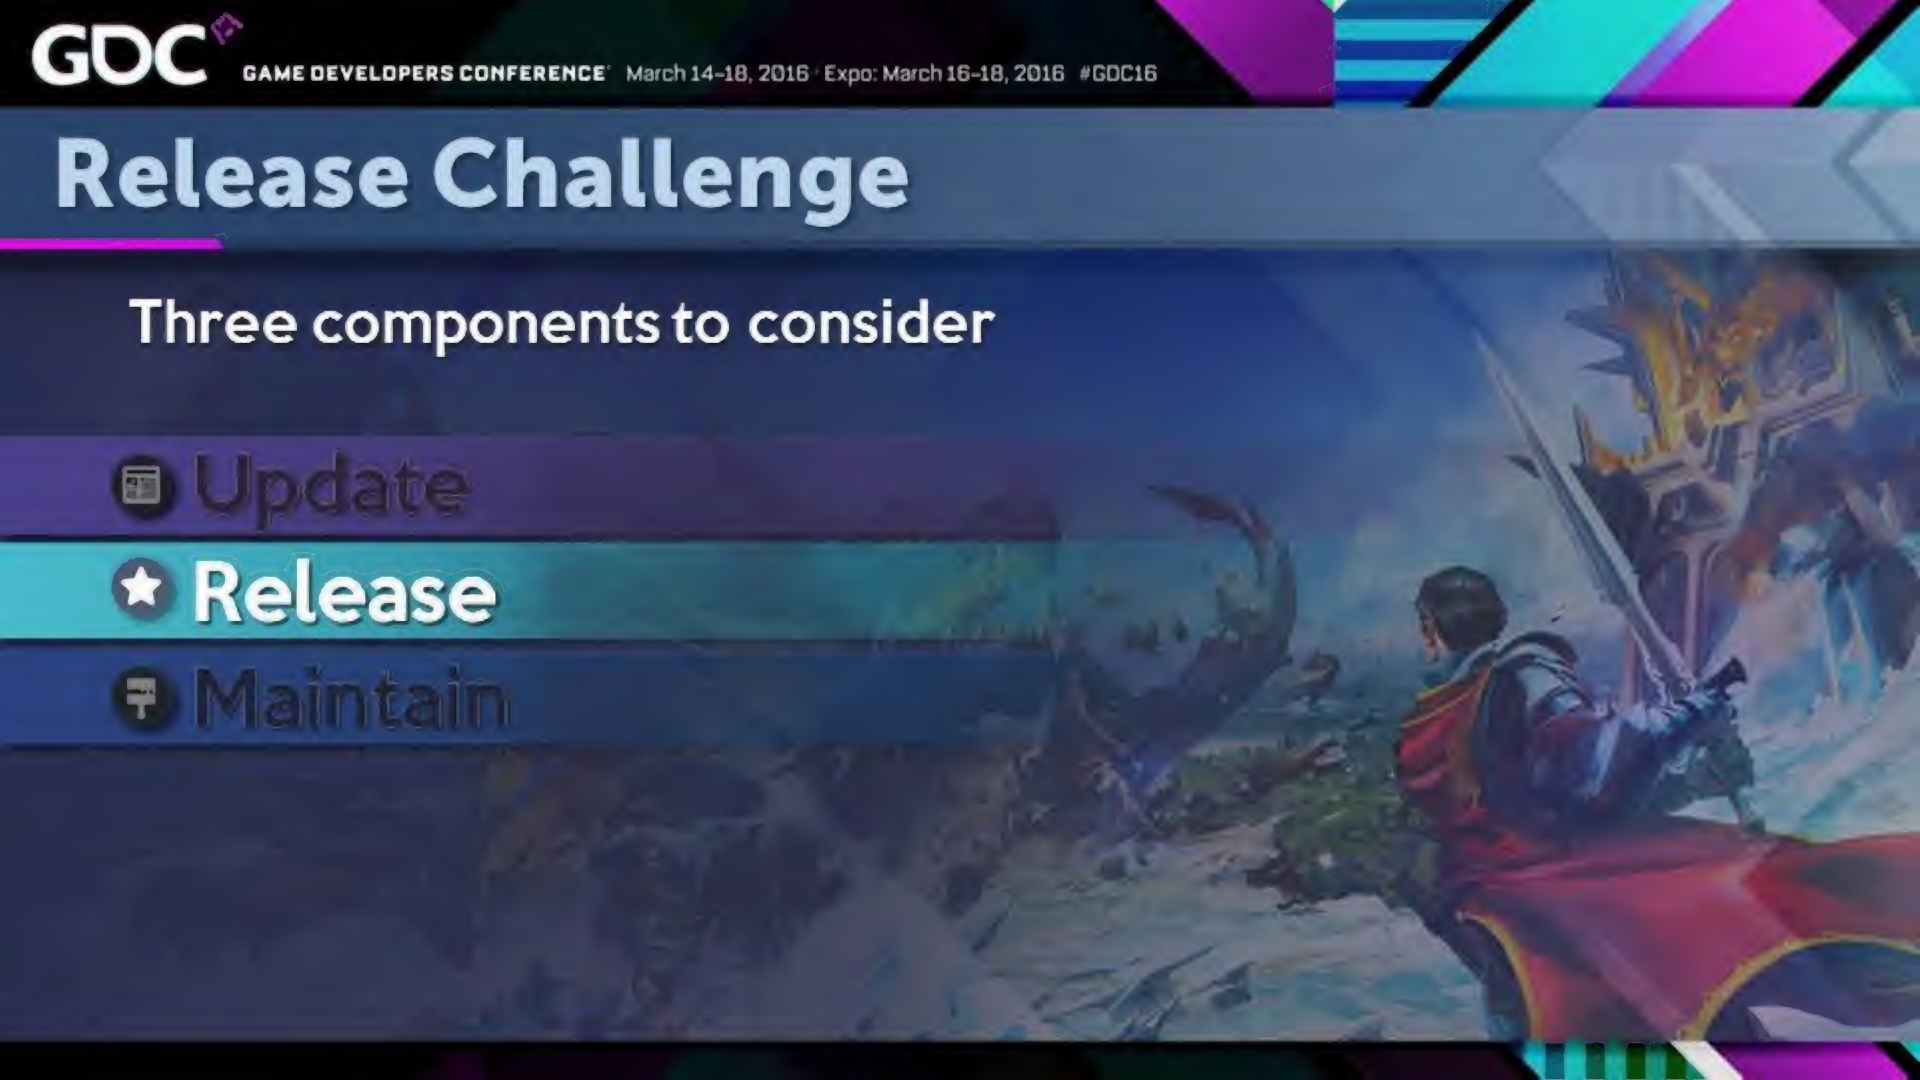 GDC
GAME DEVELOPERS CONFERENCE March 14-18, 2016 · Expo: March 16-18, 2016 #GDC16
Release Challenge
Three components to consider
Update
Release
Maintain